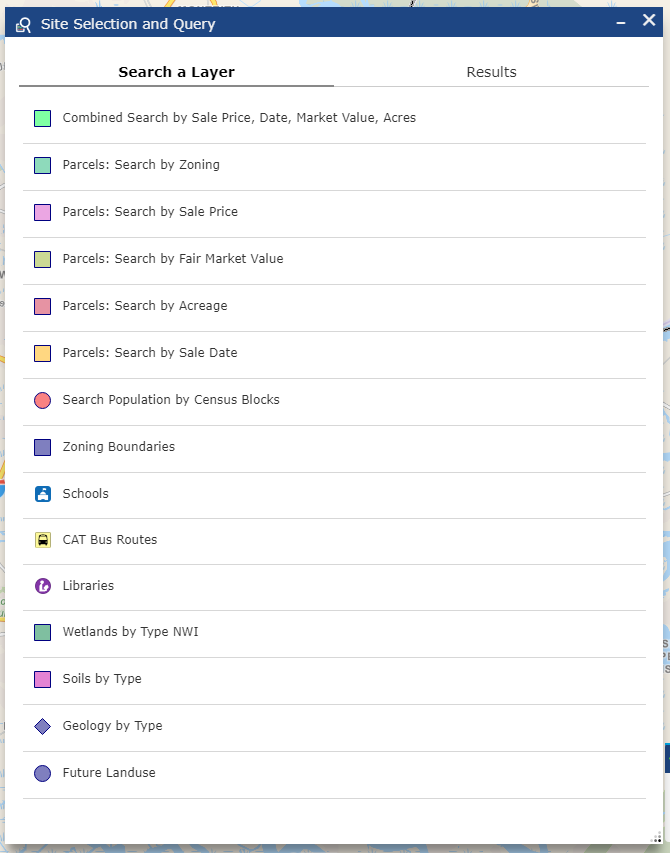 Site Selection and Query
Search a Layer
Results
Combined Search by Sale Price, Date, Market Value, Acres
Parcels: Search by Zoning
Parcels: Search by Sale Price
Parcels: Search by Fair Market Value
Parcels: Search by Acreage
Parcels: Search by Sale Date
Search Population by Census Blocks
Zoning Boundaries
Schools
CAT Bus Routes
Libraries
Wetlands by Type NWI
Soils by Type
Geology by Type
Future Landuse